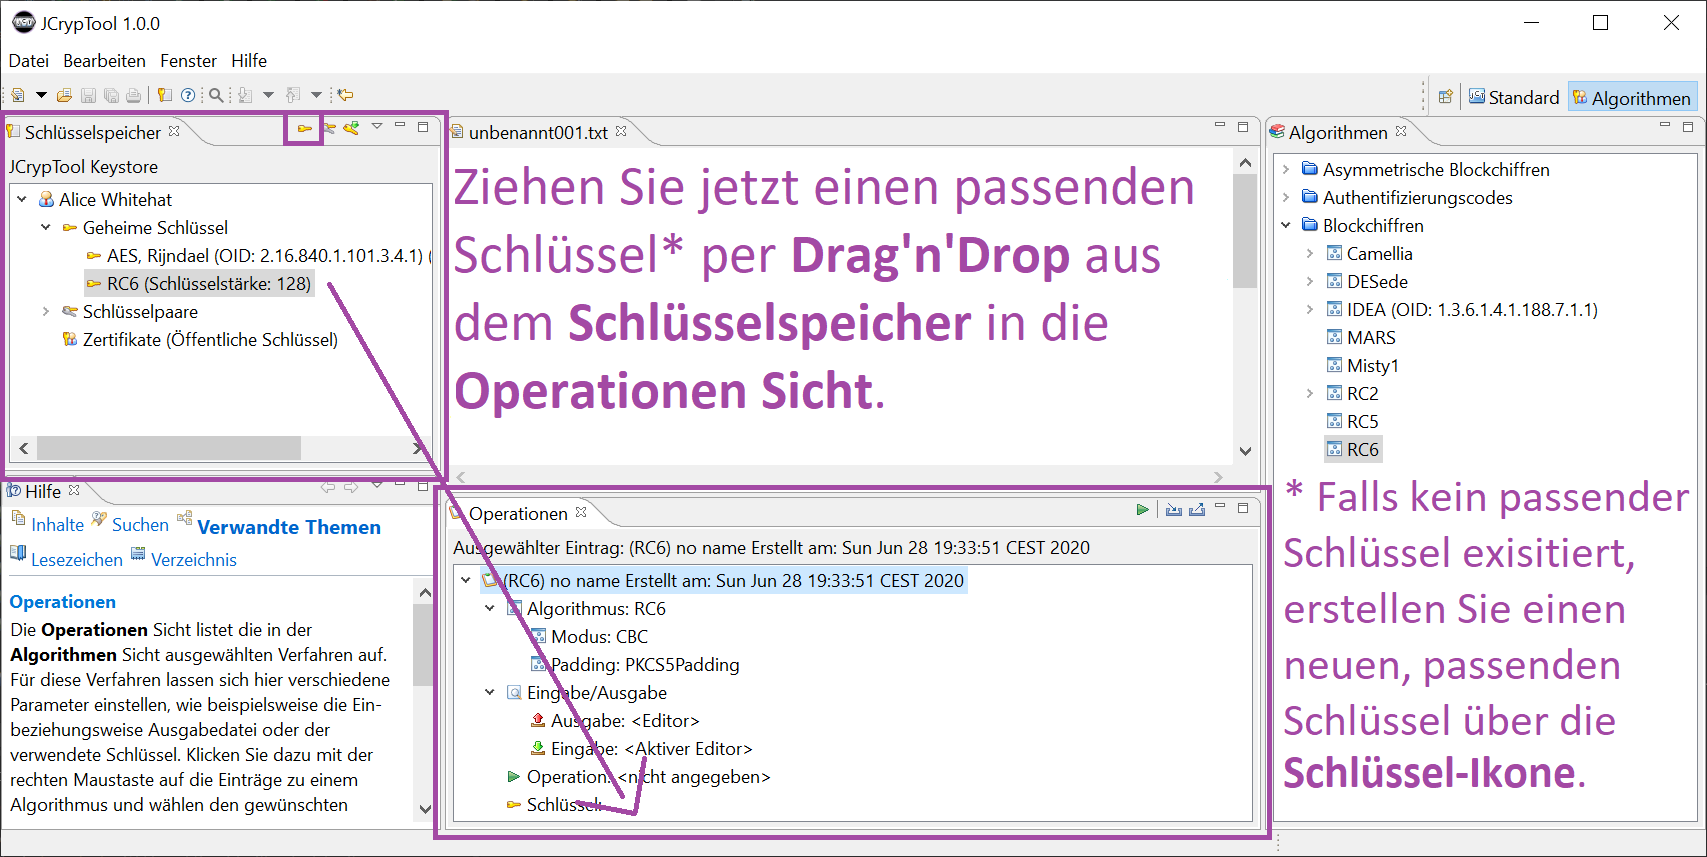 JCrypTool 1.0.0
Datei Bearbeiten Fenster Hilfe
Standard Algorithmen
Schlüsselspeicher
JCrypTool Keystore
Alice Whitehat
Geheime Schlüssel
AES, Rijndael (OID: 2.16.840.1.101.3.4.1) (
RC6 (Schlüsselstärke: 128)
Schlüsselpaare
Zertifikate (Öffentliche Schlüssel)
unbenannt001.txt
Ziehen Sie jetzt einen passenden
Schlüssel* per Drag'n'Drop aus
dem Schlüsselspeicher in die
Operationen Sicht.
Algorithmen
Asymmetrische Blockchiffren
Authentifizierungscodes
Blockchiffren
Camellia
DESede
IDEA (OID: 1.3.6.1.4.1.188.7.1.1)
MARS
Misty1
RC2
RC5
RC6
* Falls kein passender
Schlüssel exisitiert,
erstellen Sie einen
neuen, passenden
Schlüssel über die
Schlüssel-Ikone.
Hilfe
Inhalte Suchen Verwandte Themen
Lesezeichen Verzeichnis
Operationen
Die Operationen Sicht listet die in der
Algorithmen Sicht ausgewählten Verfahren auf.
Für diese Verfahren lassen sich hier verschiedene
Parameter einstellen, wie beispielsweise die Ein-
beziehungsweise Ausgabedatei oder der
verwendete Schlüssel. Klicken Sie dazu mit der
rechten Maustaste auf die Einträge zu einem
Algorithmus und wählen den gewünschten
Operationen
Ausgewählter Eintrag: (RC6) no name Erstellt am: Sun Jun 28 19:33:51 CEST 2020
(RC6) no name Erstellt am: Sun Jun 28 19:33:51 CEST 2020
Algorithmus: RC6
Modus: CBC
Padding: PKCS5Padding
Eingabe/Ausgabe
Ausgabe: <Editor>
Eingabe: <Aktiver Editor>
Operation: <nicht angegeben>
Schlüssel: